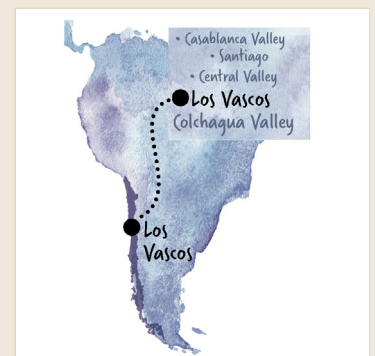 • Casablanca Valley
• Santiago
• Central Valley
Los Vascos
Colchagua Valley
Los
Vascos